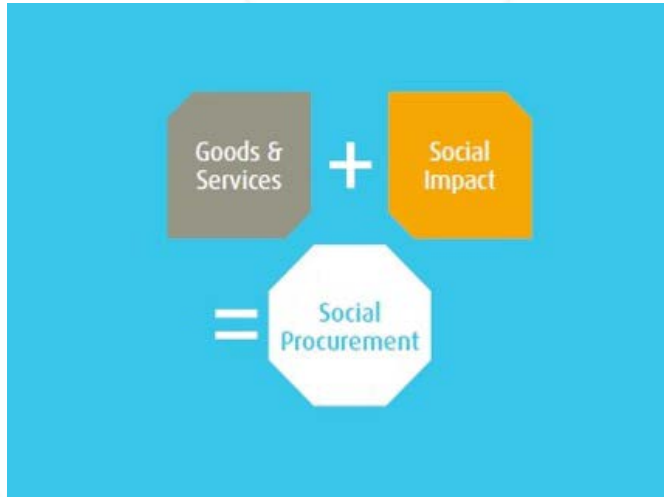 Goods &
Services
+
Social
Impact
=
Social
Procurement